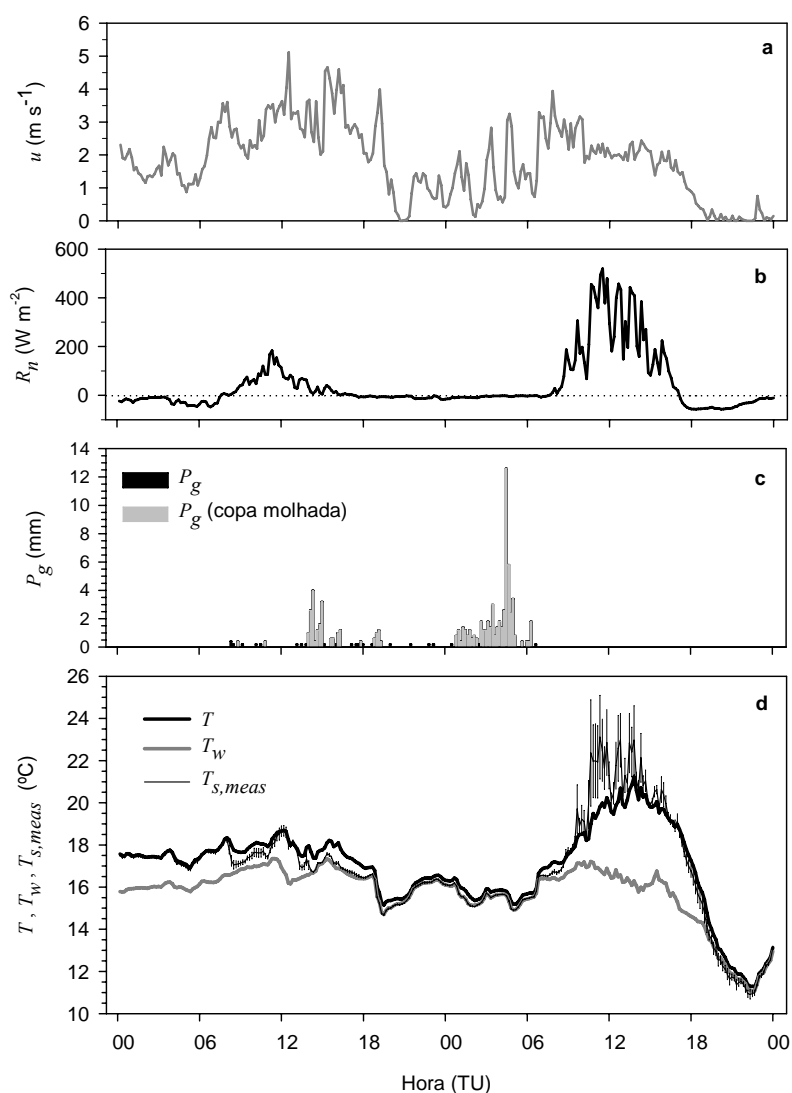 6
5
4
3
2
1
0
u (m s-1)
a
600
400
200
0
Rn (W m-2)
b
14
12
10
8
6
4
2
0
Pg (mm)
Pg
Pg (copa molhada)
c
26
24
22
20
18
16
14
12
10
T , Tw , Ts,meas (ºC)
T
Tw
Ts,meas
d
00 06 12 18 00 06 12 18 00
Hora (TU)